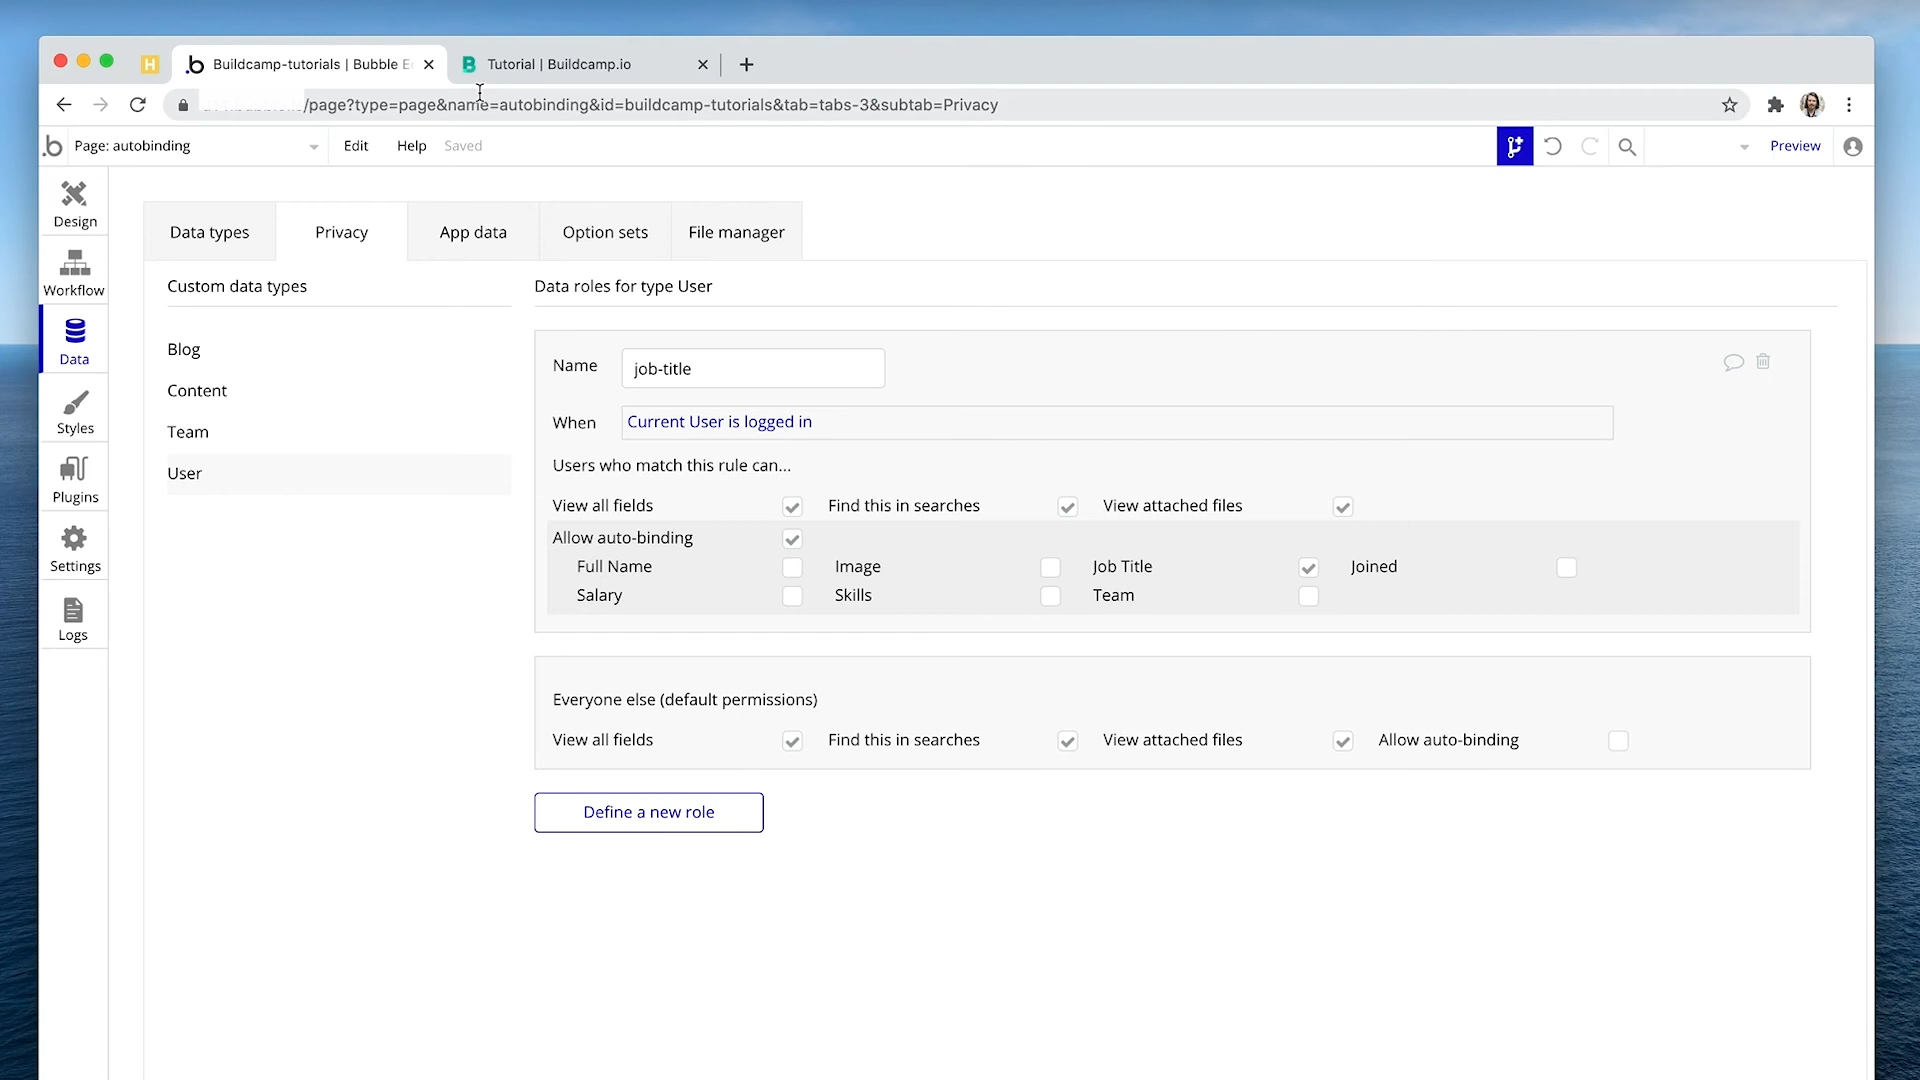 Buildcamp-tutorials | Bubble E
Tutorial | Buildcamp.io
/page?type=page&name=autobinding&id=buildcamp-tutorials&tab=tabs-3&subtab=Privacy
Page: autobinding
Edit
Help
Saved
Preview
Design
Workflow
Data
Styles
Plugins
Settings
Logs
Data types
Privacy
App data
Option sets
File manager
Custom data types
Blog
Content
Team
User
Data roles for type User
Name
job-title
When
Current User is logged in
Users who match this rule can...
View all fields
Find this in searches
View attached files
Allow auto-binding
Full Name
Image
Job Title
Joined
Salary
Skills
Team
Everyone else (default permissions)
View all fields
Find this in searches
View attached files
Allow auto-binding
Define a new role